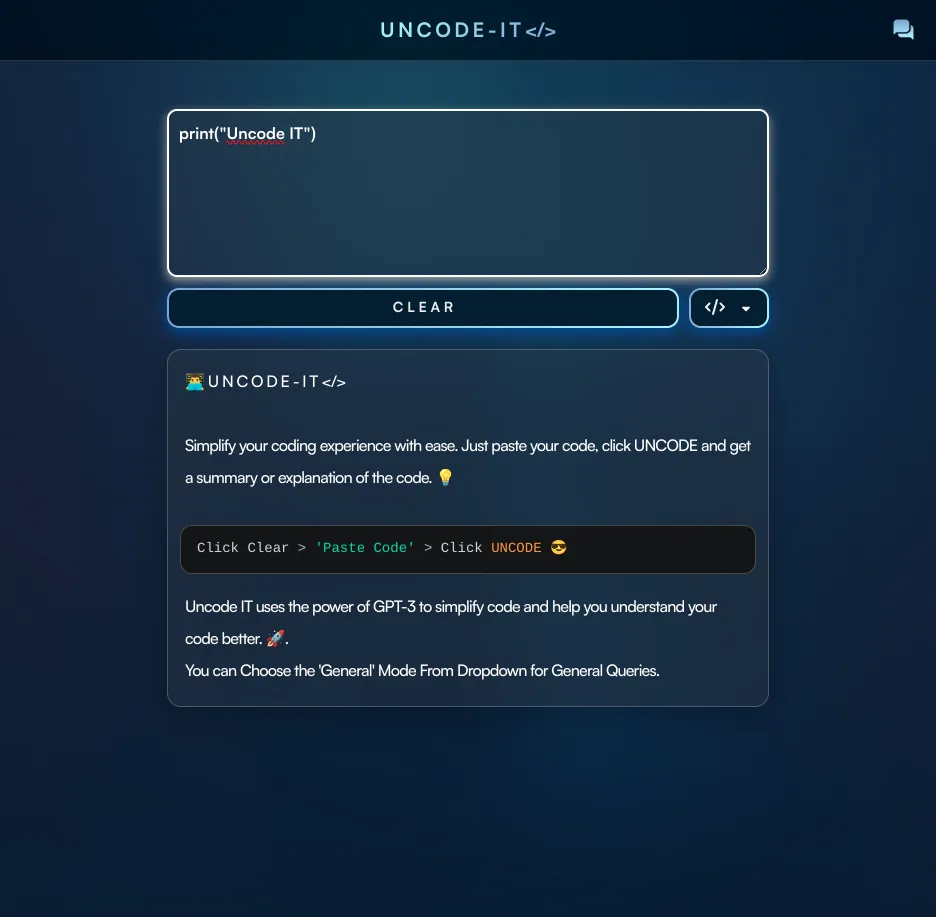 UNCODE-IT</>
print("Uncode IT")
CLEAR
</>
👨‍💻UNCODE-IT</>
Simplify your coding experience with ease. Just paste your code, click UNCODE and get
a summary or explanation of the code. 💡
Click Clear > 'Paste Code' > Click UNCODE 😎
Uncode IT uses the power of GPT-3 to simplify code and help you understand your
code better. 🚀.
You can Choose the 'General' Mode From Dropdown for General Queries.